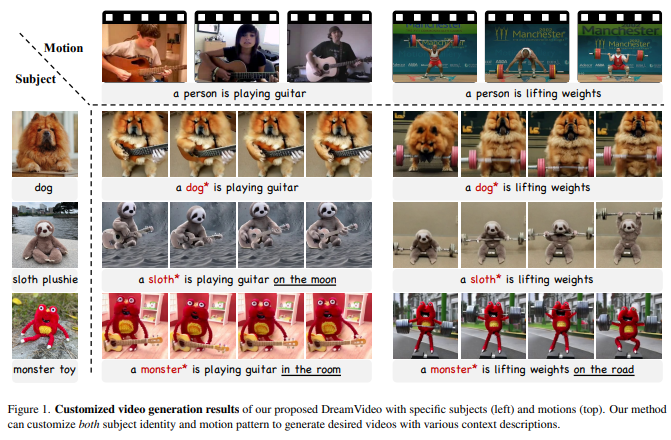 Motion
Subject
a person is playing guitar
Manchester
Manchester
Manchester
a person is lifting weights
dog
a dog* is playing guitar
a dog* is lifting weights
sloth plushie
a sloth* is playing guitar on the moon
a sloth* is lifting weights
monster toy
a monster* is playing guitar in the room
a monster* is lifting weights on the road
Figure 1. Customized video generation results of our proposed DreamVideo with specific subjects (left) and motions (top). Our method
can customize both subject identity and motion pattern to generate desired videos with various context descriptions.